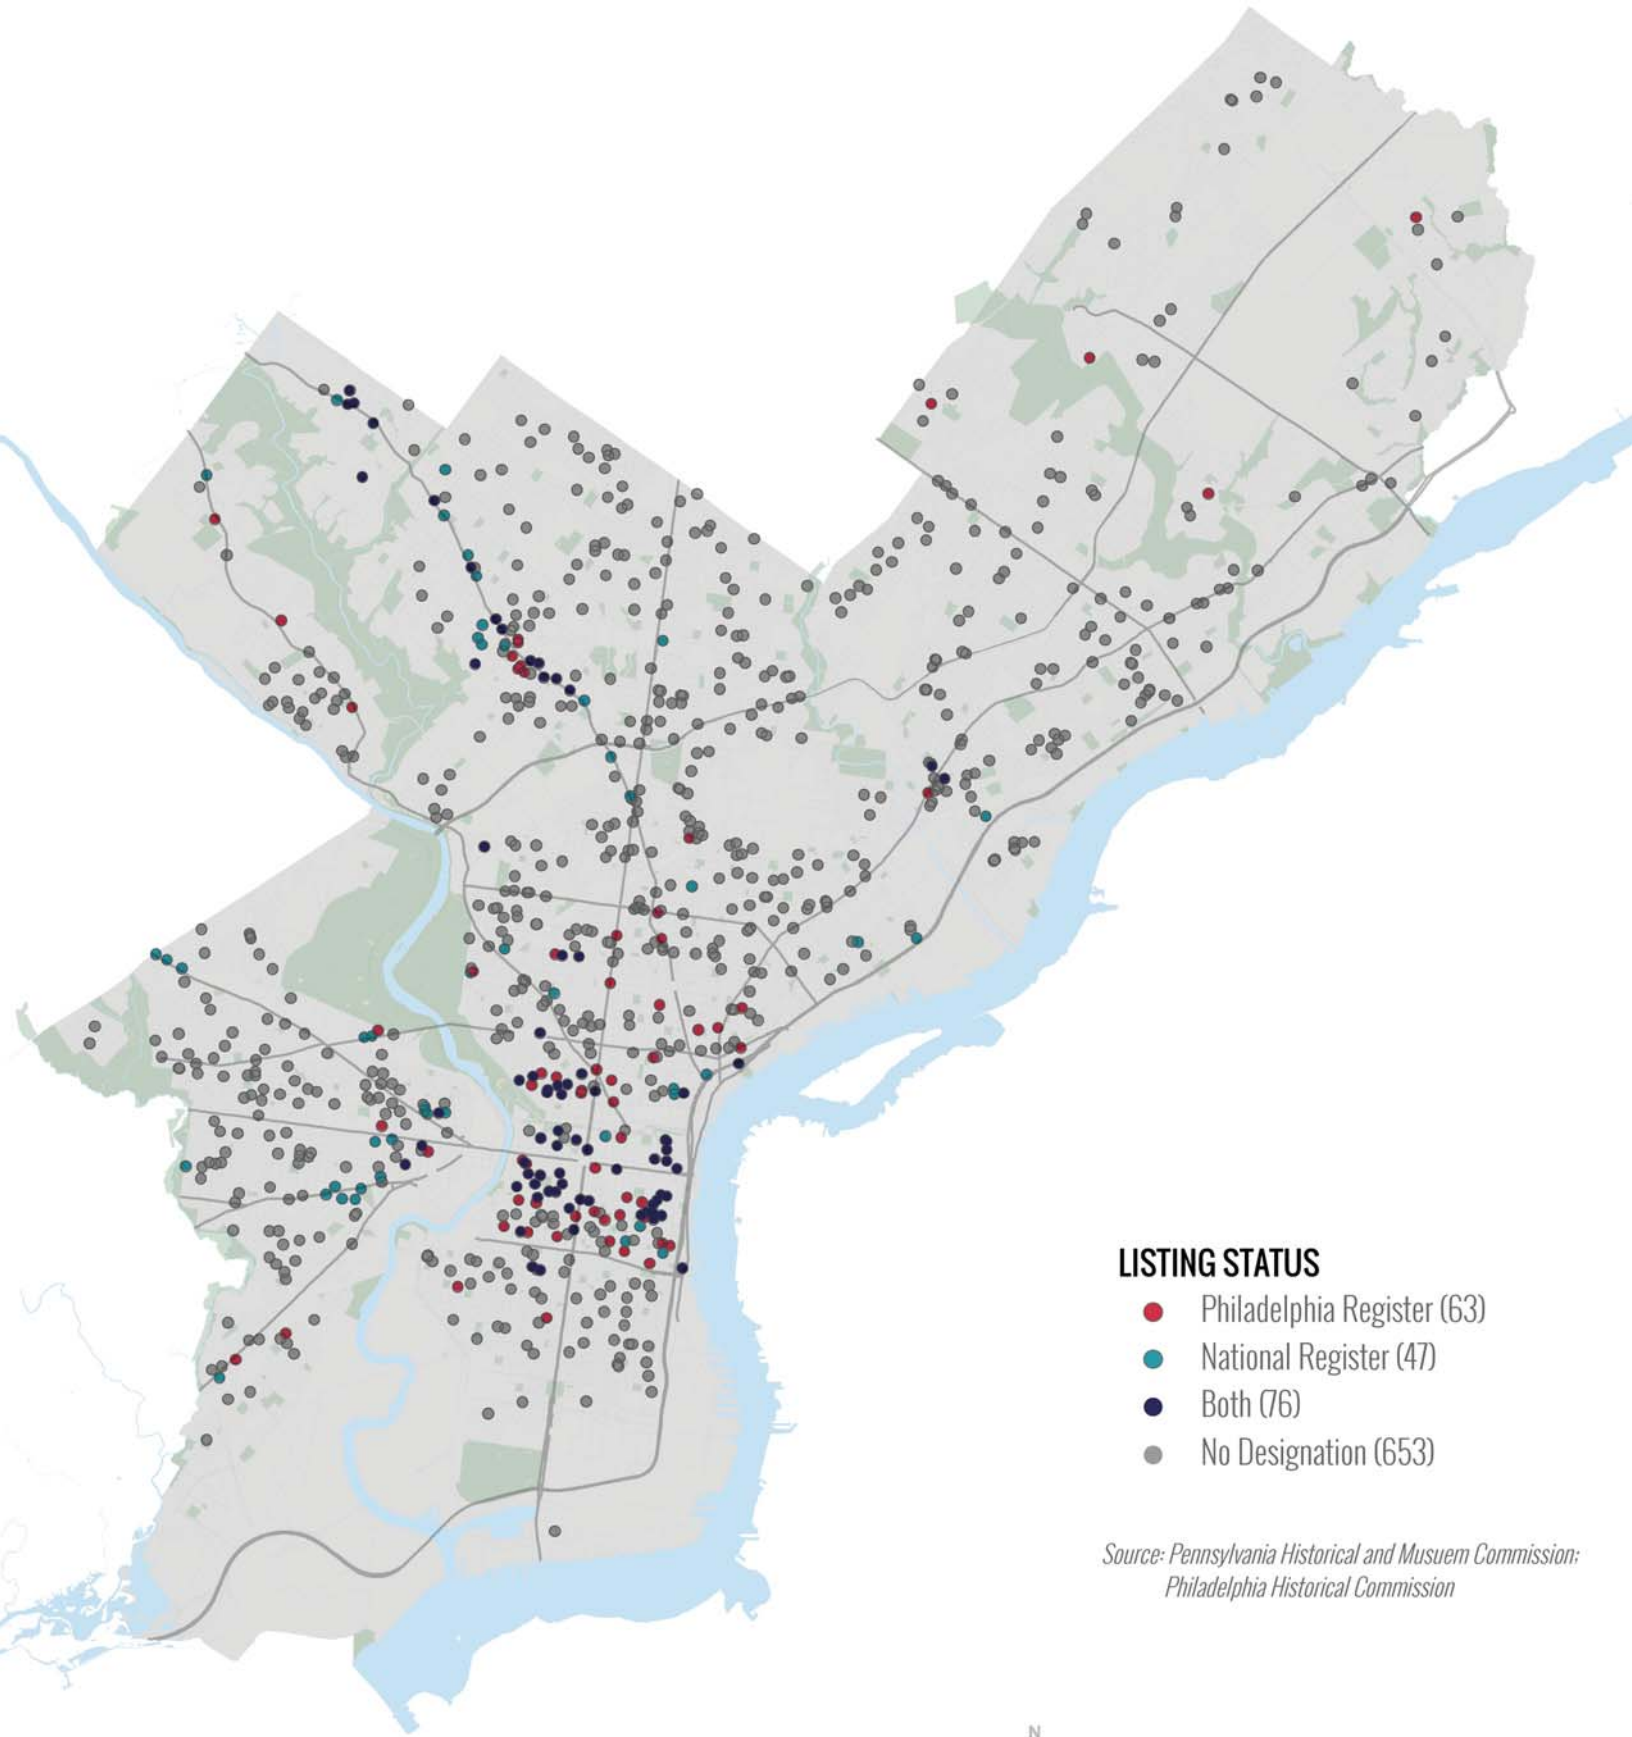 LISTING STATUS
Philadelphia Register (63)
National Register (47)
Both (76)
No Designation (653)
Source: Pennsylvania Historical and Musuem Commission;
Philadelphia Historical Commission
N